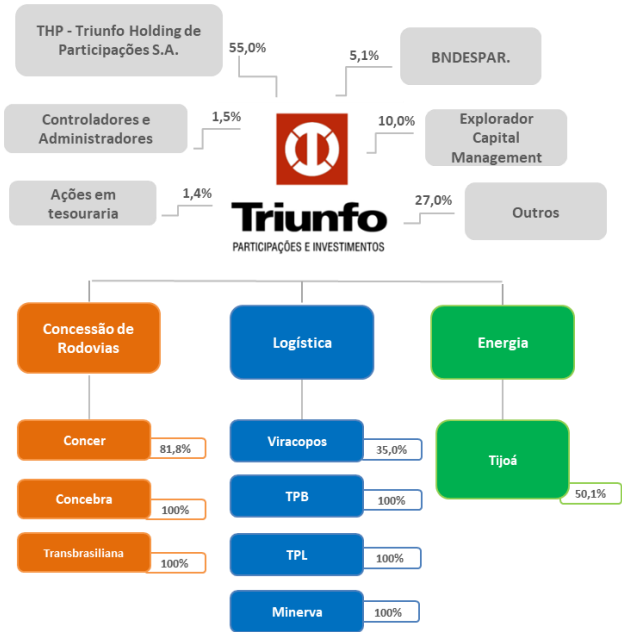 THP - Triunfo Holding de
Participações S.A.
55,0%
5,1%
BNDESPAR.
Controladores e
Administradores
1,5%
10,0%
Explorador
Capital
Management
Ações em
tesouraria
1,4%
27,0%
Outros
Triunfo
PARTICIPAÇÕES E INVESTIMENTOS
Concessão de
Rodovias
Logística
Energia
Concer
81,8%
Viracopos
35,0%
Tijoá
50,1%
Concebra
100%
TPB
100%
Transbrasiliana
100%
TPL
100%
Minerva
100%